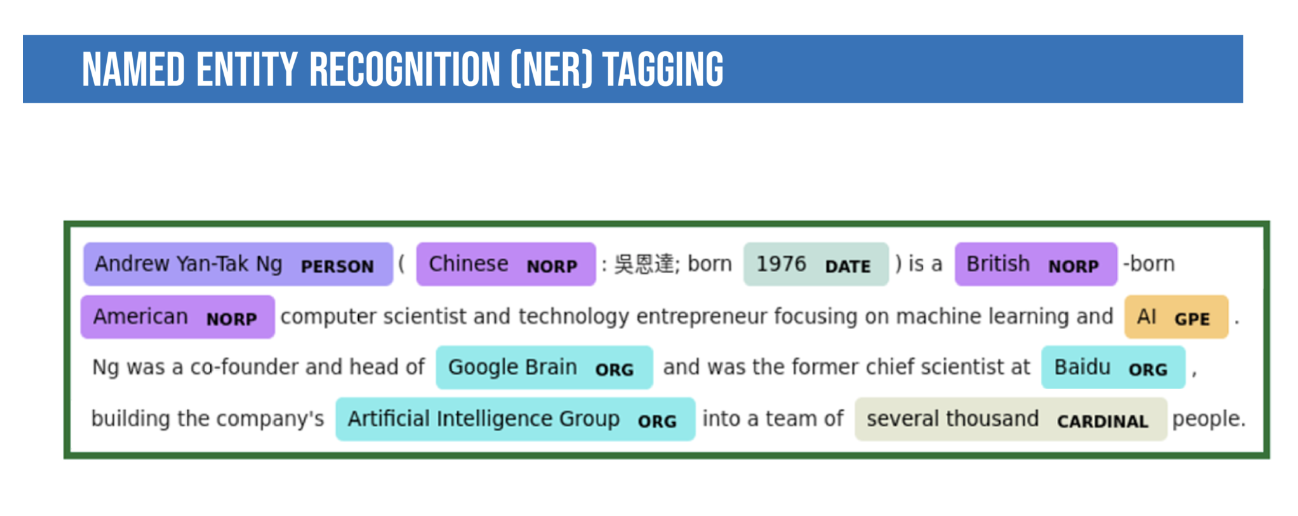 NAMED ENTITY RECOGNITION (NER) TAGGING
Andrew Yan-Tak Ng PERSON ( Chinese NORP : 吳恩達; born 1976 DATE ) is a British NORP -born
American NORP computer scientist and technology entrepreneur focusing on machine learning and AI GPE .
Ng was a co-founder and head of Google Brain ORG and was the former chief scientist at Baidu ORG ,
building the company's Artificial Intelligence Group ORG into a team of several thousand CARDINAL people.